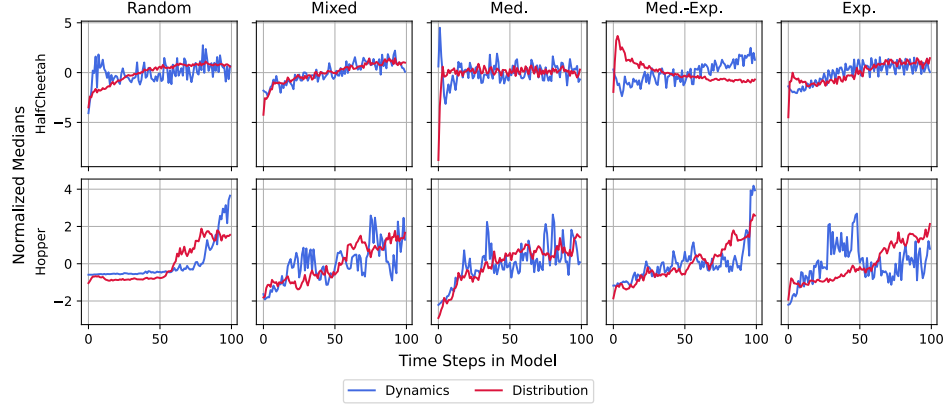 Random Mixed Med. Med.-Exp. Exp.
Normalized Medians
HalfCheetah
5
0
−5
Hopper
4
2
0
−2
0 50 100 0 50 100 0 50 100 0 50 100 0 50 100
Time Steps in Model
Dynamics Distribution